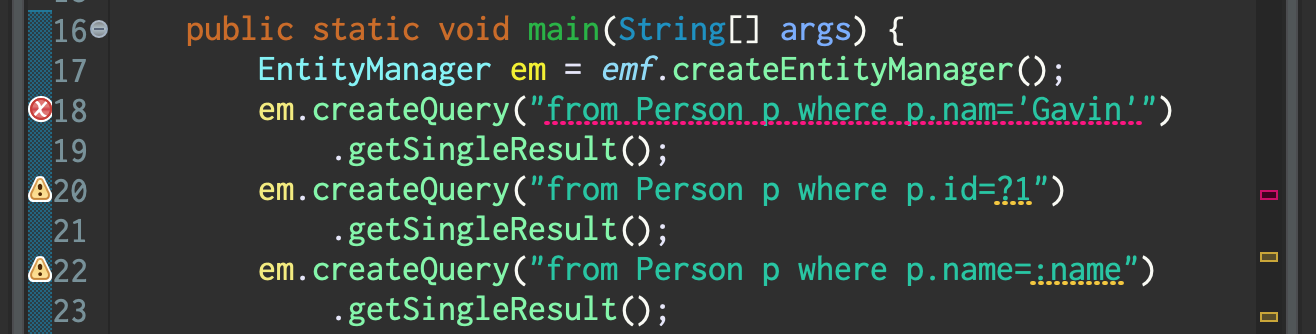 16 public static void main(String[] args) {
17 EntityManager em = emf.createEntityManager();
18 em.createQuery("from Person p where p.nam='Gavin'")
19 .getSingleResult();
20 em.createQuery("from Person p where p.id=?1")
21 .getSingleResult();
22 em.createQuery("from Person p where p.name=:name")
23 .getSingleResult();